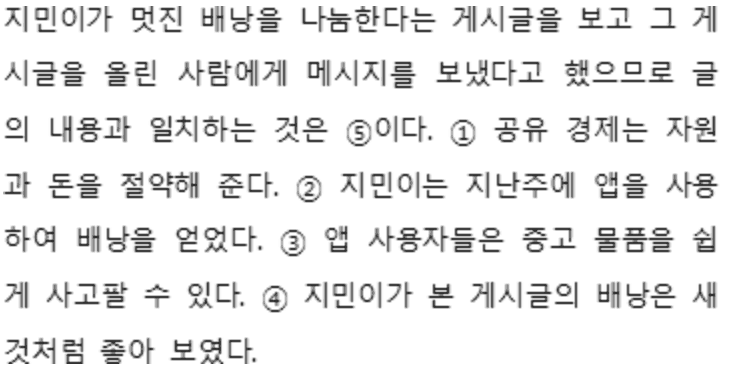 지민이가 멋진 배낭을 나눔한다는 게시글을 보고 그 게
시글을 올린 사람에게 메시지를 보냈다고 했으므로 글
의 내용과 일치하는 것은 ⑤이다. ① 공유 경제는 자원
과 돈을 절약해 준다. ② 지민이는 지난주에 앱을 사용
하여 배낭을 얻었다. ③ 앱 사용자들은 중고 물품을 쉽
게 사고팔 수 있다. ④ 지민이가 본 게시글의 배낭은 새
것처럼 좋아 보였다.